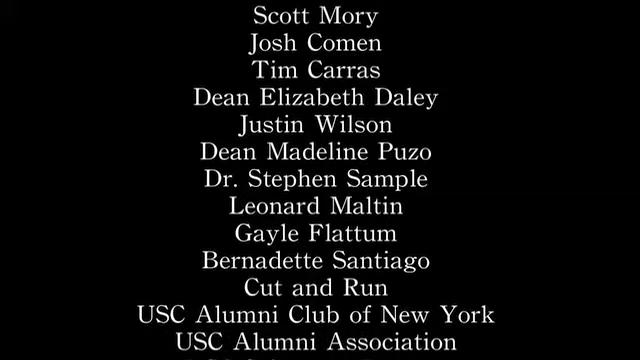 Scott Mory
Josh Comen
Tim Carras
Dean Elizabeth Daley
Justin Wilson
Dean Madeline Puzo
Dr. Stephen Sample
Leonard Maltin
Gayle Flattum
Bernadette Santiago
Cut and Run
USC Alumni Club of New York
USC Alumni Association